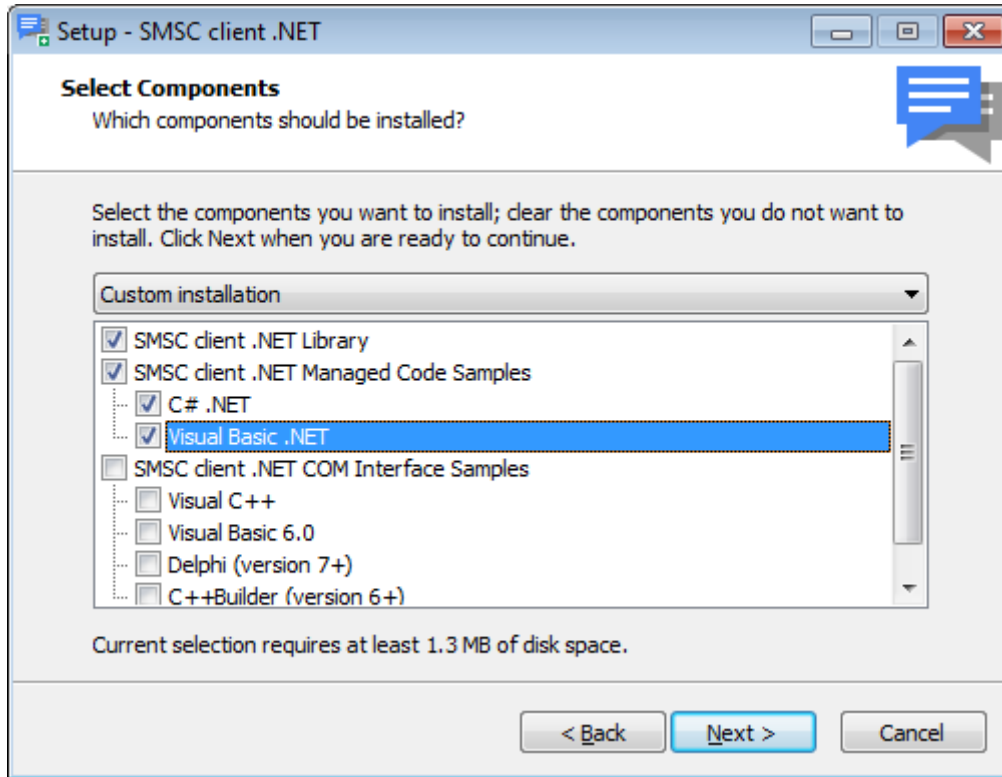 Setup - SMSC client .NET
Select Components
Which components should be installed?
Select the components you want to install; clear the components you do not want to
install. Click Next when you are ready to continue.
Custom installation
SMSC client .NET Library
SMSC client .NET Managed Code Samples
C# .NET
Visual Basic .NET
SMSC client .NET COM Interface Samples
Visual C++
Visual Basic 6.0
Delphi (version 7+)
C++Builder (version 6+)
Current selection requires at least 1.3 MB of disk space.
< Back
Next >
Cancel